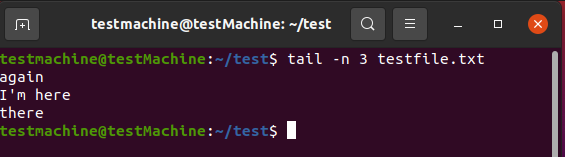 testmachine@testMachine: ~/test
testmachine@testMachine:~/test$ tail -n 3 testfile.txt
again
I'm here
there
testmachine@testMachine:~/test$